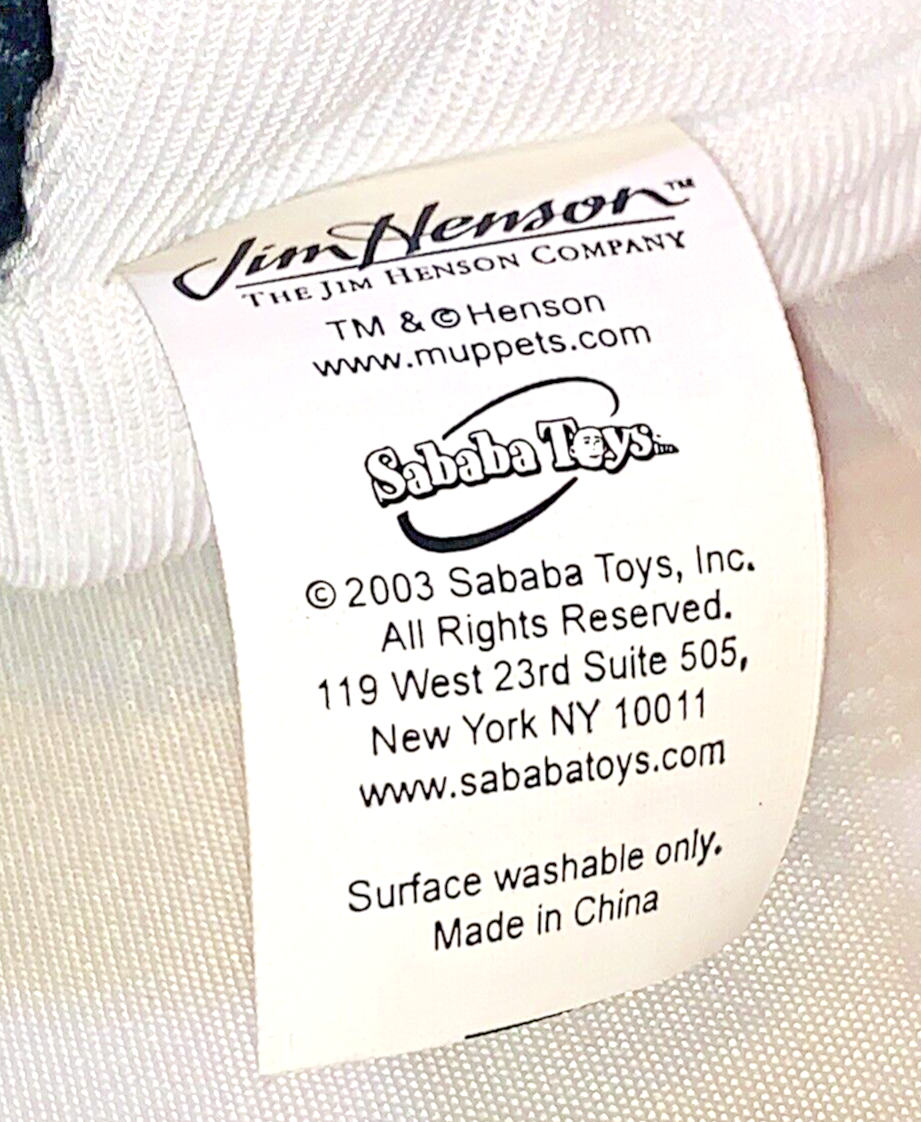 Jim Henson™
THE JIM HENSON COMPANY
TM & © Henson
www.muppets.com
Sababa Toys Inc.
© 2003 Sababa Toys, Inc.
All Rights Reserved.
119 West 23rd Suite 505,
New York NY 10011
www.sababatoys.com
Surface washable only.
Made in China